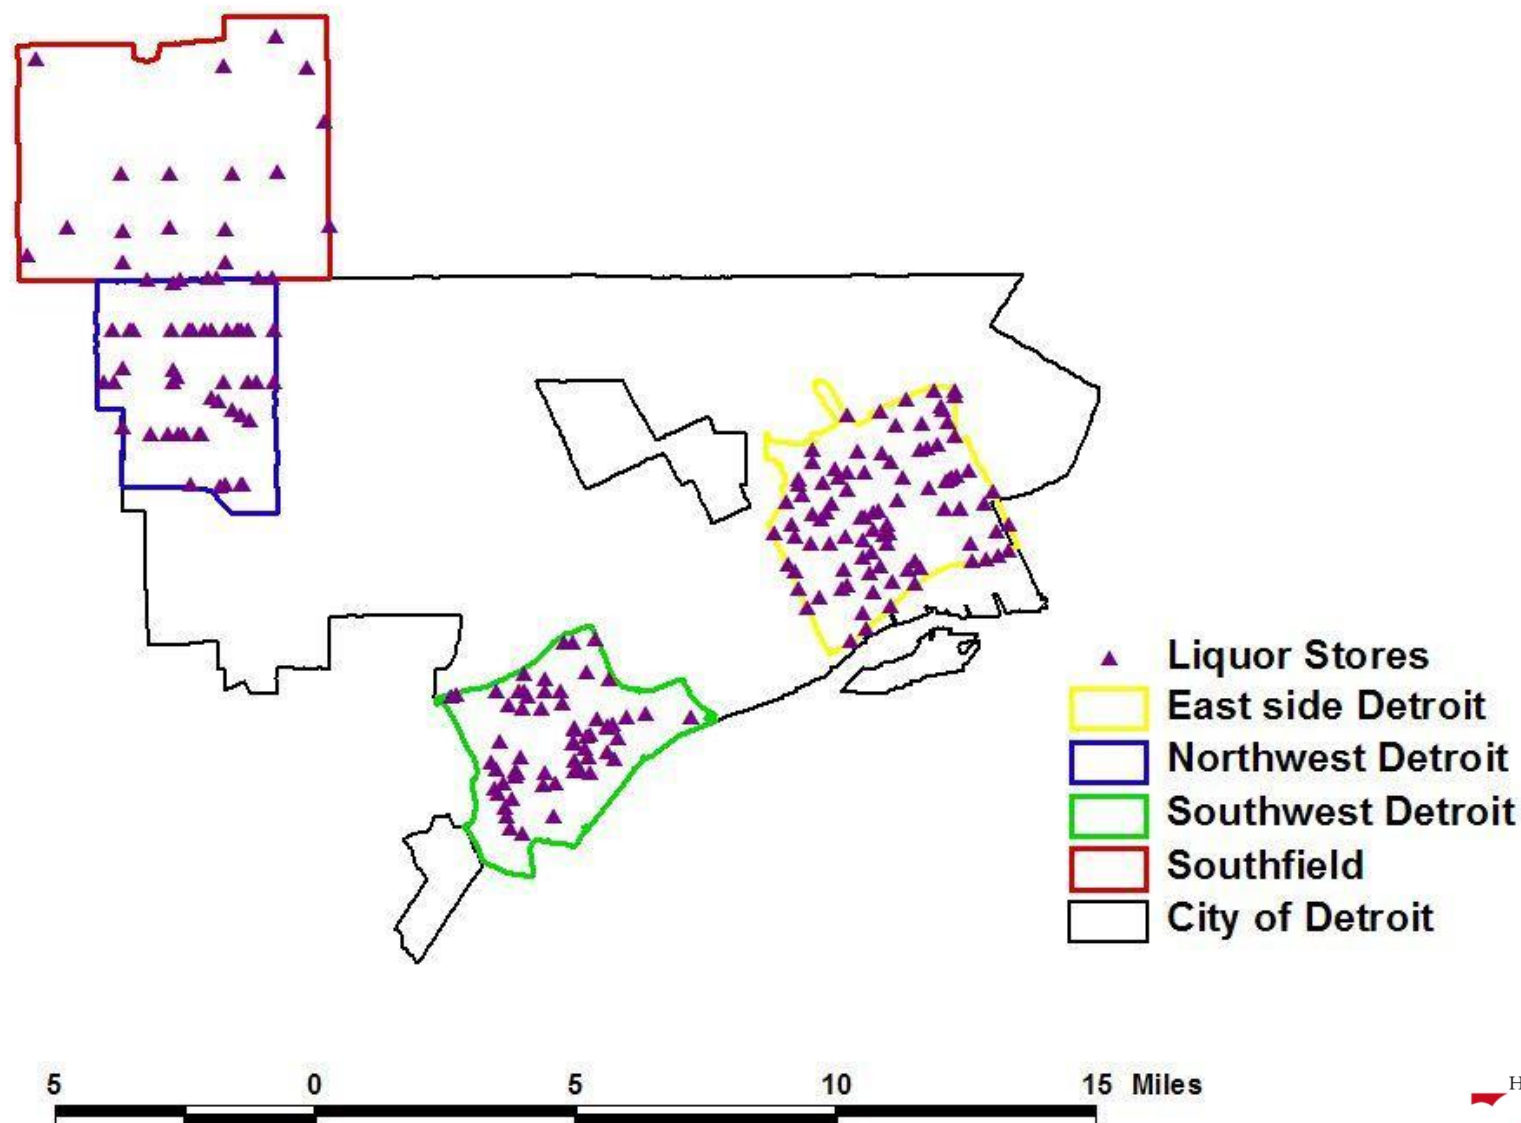 Liquor Stores
East side Detroit
Northwest Detroit
Southwest Detroit
Southfield
City of Detroit
5 0 5 10 15 Miles
H